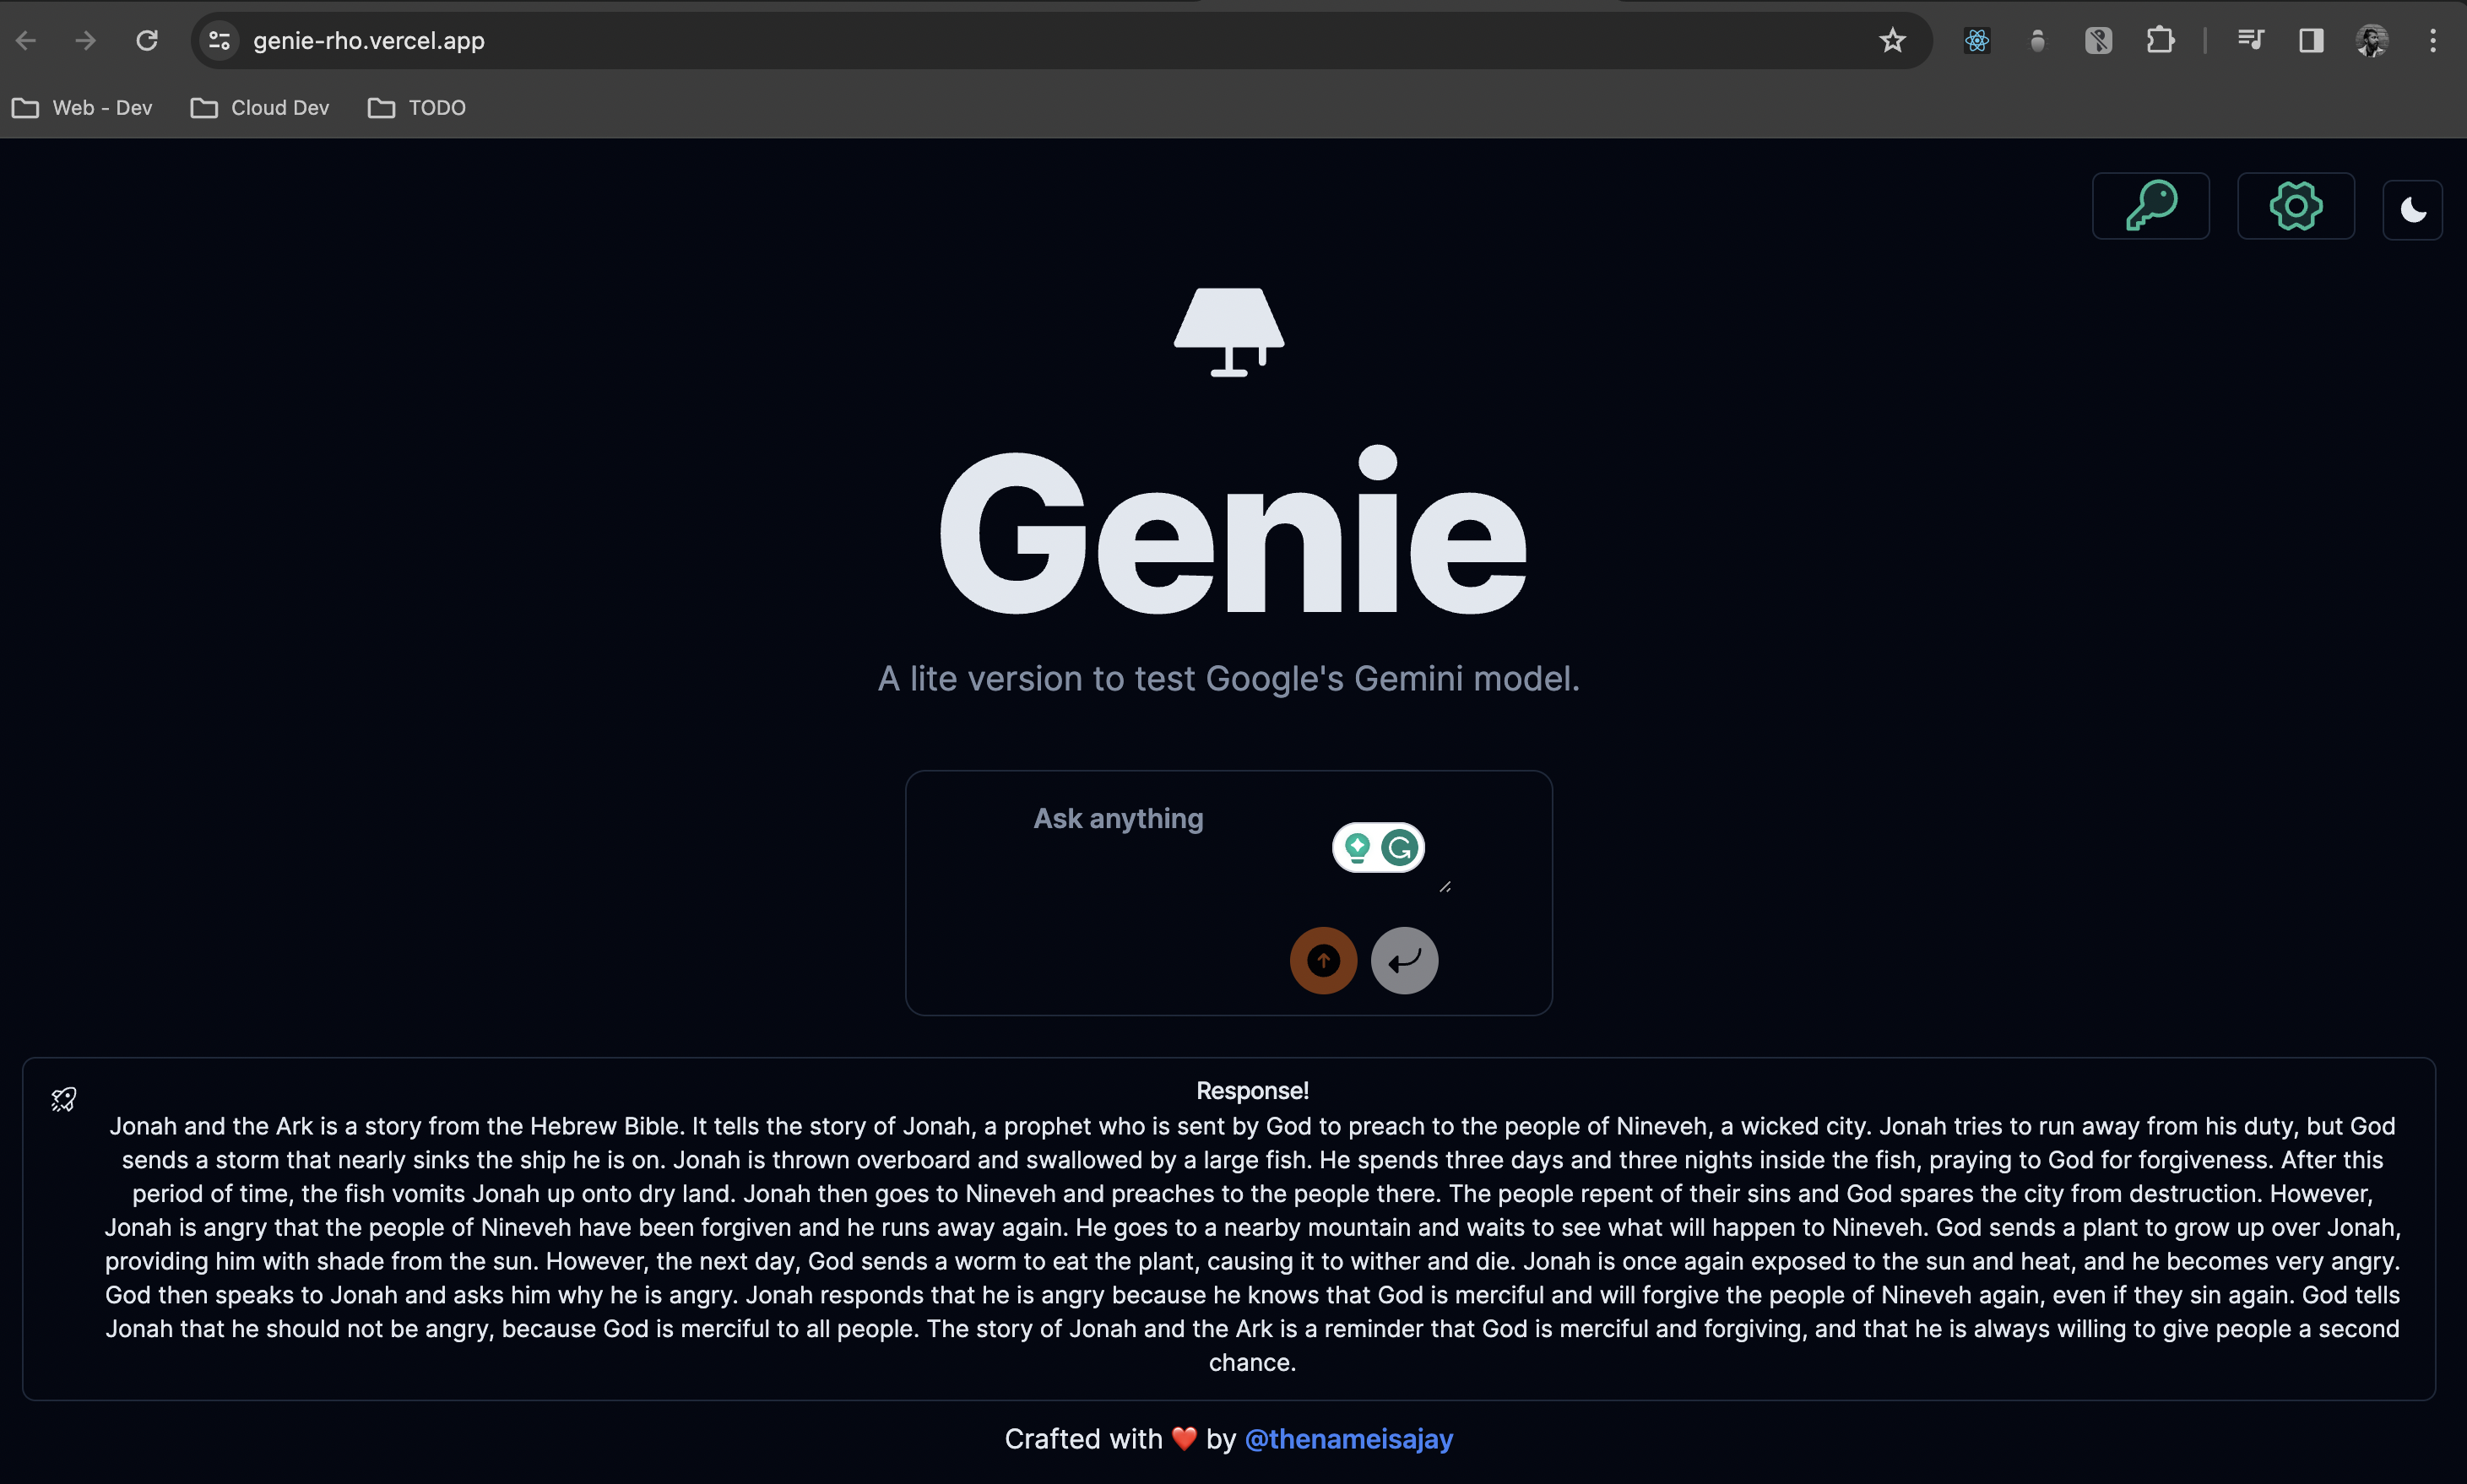 genie-rho.vercel.app
Web - Dev
Cloud Dev
TODO
Genie
A lite version to test Google's Gemini model.
Ask anything
Response!
Jonah and the Ark is a story from the Hebrew Bible. It tells the story of Jonah, a prophet who is sent by God to preach to the people of Nineveh, a wicked city. Jonah tries to run away from his duty, but God
sends a storm that nearly sinks the ship he is on. Jonah is thrown overboard and swallowed by a large fish. He spends three days and three nights inside the fish, praying to God for forgiveness. After this
period of time, the fish vomits Jonah up onto dry land. Jonah then goes to Nineveh and preaches to the people there. The people repent of their sins and God spares the city from destruction. However,
Jonah is angry that the people of Nineveh have been forgiven and he runs away again. He goes to a nearby mountain and waits to see what will happen to Nineveh. God sends a plant to grow up over Jonah,
providing him with shade from the sun. However, the next day, God sends a worm to eat the plant, causing it to wither and die. Jonah is once again exposed to the sun and heat, and he becomes very angry.
God then speaks to Jonah and asks him why he is angry. Jonah responds that he is angry because he knows that God is merciful and will forgive the people of Nineveh again, even if they sin again. God tells
Jonah that he should not be angry, because God is merciful to all people. The story of Jonah and the Ark is a reminder that God is merciful and forgiving, and that he is always willing to give people a second
chance.
Crafted with ❤️ by @thenameisajay